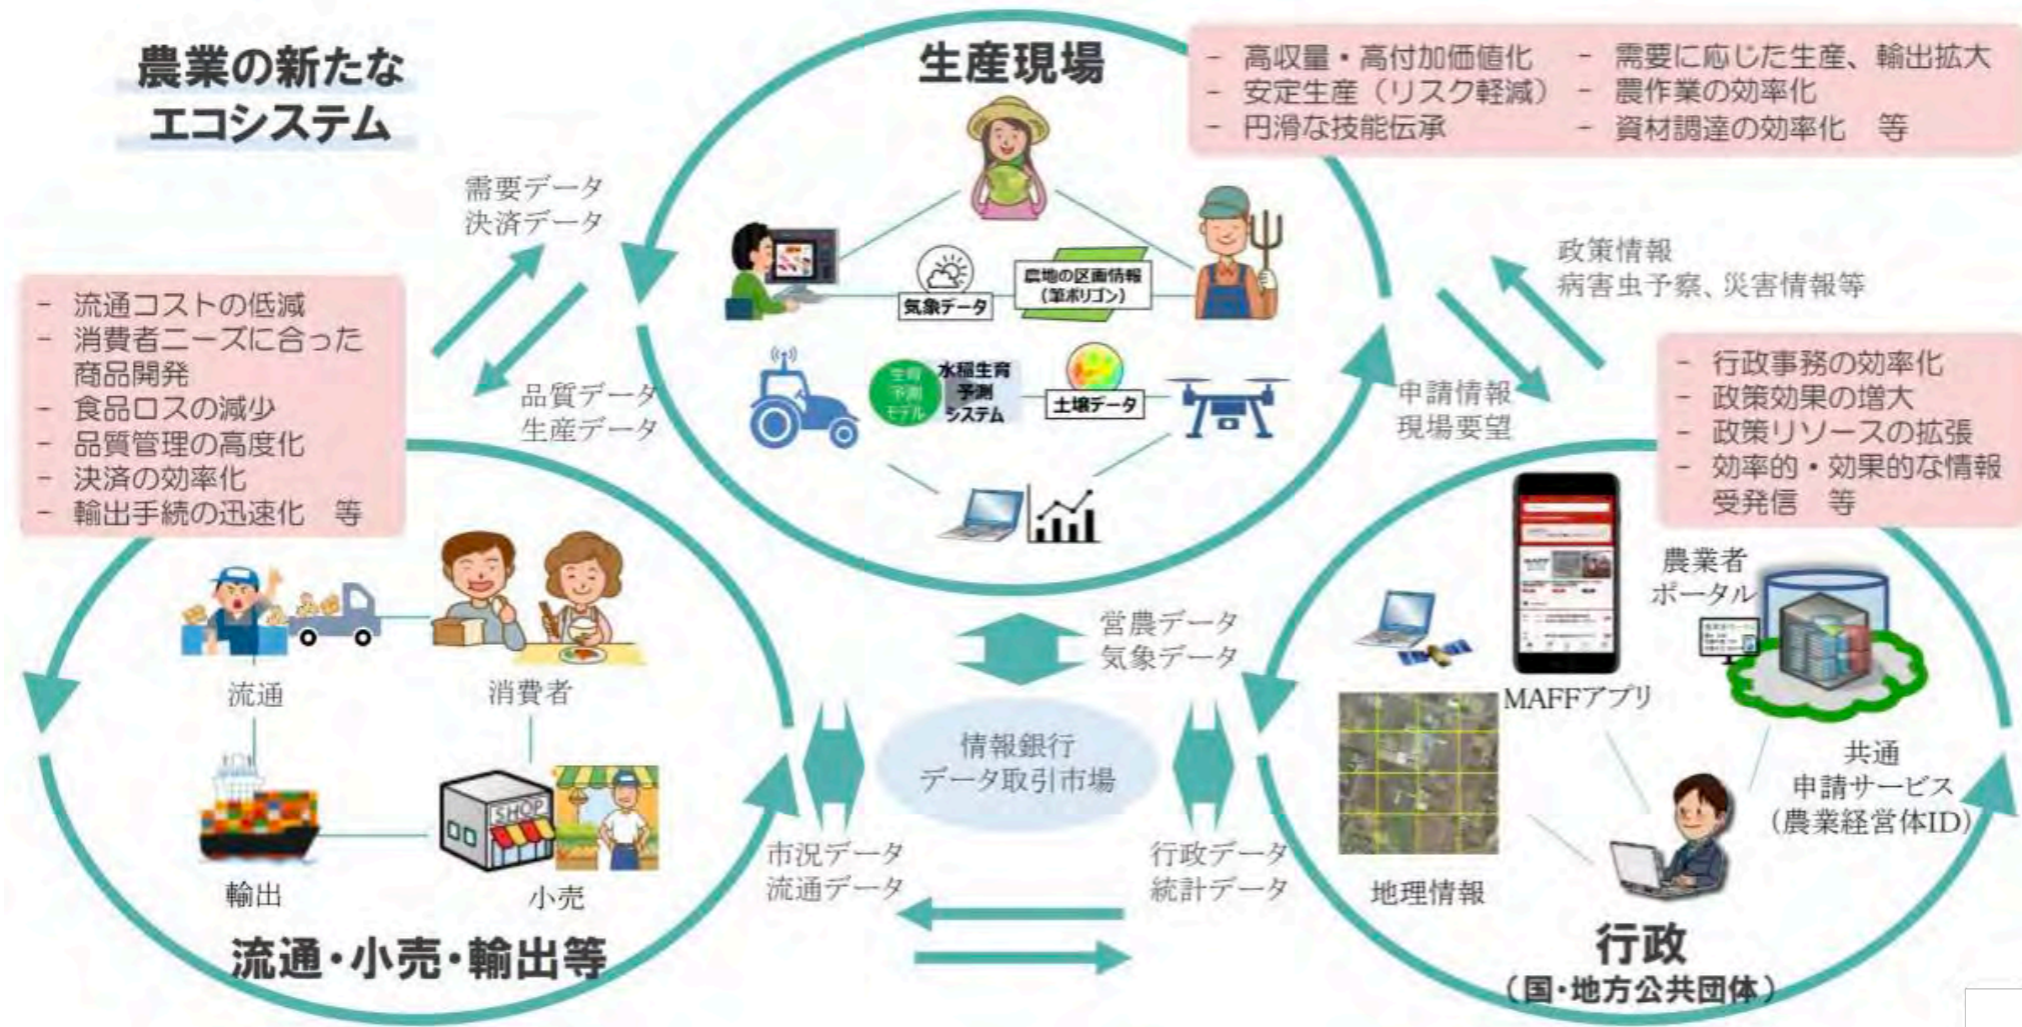 農業の新たな
エコシステム
生産現場
- 高収量・高付加価値化
- 安定生産（リスク軽減）
- 円滑な技能伝承
- 需要に応じた生産、輸出拡大
- 農作業の効率化
- 資材調達の効率化　等
需要データ
決済データ
気象データ
農地の区画情報
（筆ポリゴン）
政策情報
病害虫予察、災害情報等
- 流通コストの低減
- 消費者ニーズに合った
商品開発
- 食品ロスの減少
- 品質管理の高度化
- 決済の効率化
- 輸出手続の迅速化　等
品質データ
生産データ
生育
予測
モデル
水稲生育
予測
システム
土壌データ
申請情報
現場要望
- 行政事務の効率化
- 政策効果の増大
- 政策リソースの拡張
- 効率的・効果的な情報
受発信　等
流通
消費者
輸出
SHOP
小売
流通・小売・輸出等
営農データ
気象データ
情報銀行
データ取引市場
市況データ
流通データ
行政データ
統計データ
農業者
ポータル
MAFFアプリ
共通
申請サービス
（農業経営体ID）
地理情報
行政
（国・地方公共団体）